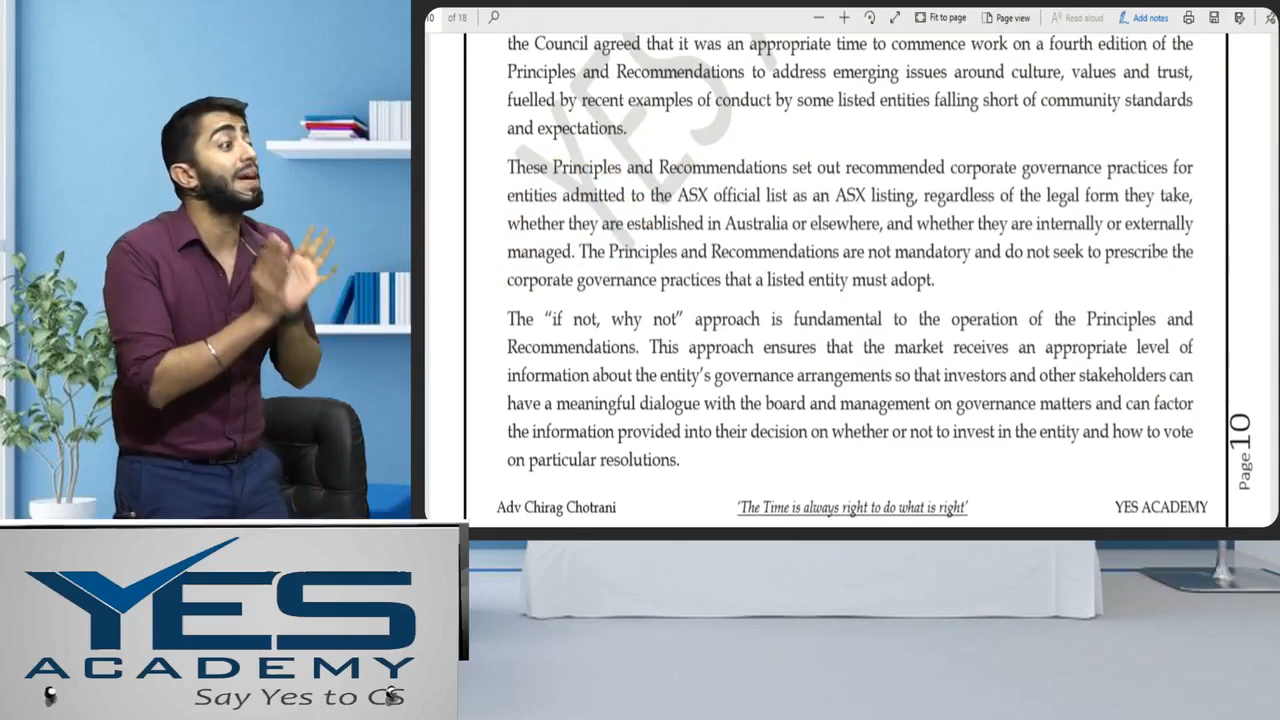 10 of 18 Fit to page Page view Read aloud Add notes
the Council agreed that it was an appropriate time to commence work on a fourth edition of the
Principles and Recommendations to address emerging issues around culture, values and trust,
fuelled by recent examples of conduct by some listed entities falling short of community standards
and expectations.
These Principles and Recommendations set out recommended corporate governance practices for
entities admitted to the ASX official list as an ASX listing, regardless of the legal form they take,
whether they are established in Australia or elsewhere, and whether they are internally or externally
managed. The Principles and Recommendations are not mandatory and do not seek to prescribe the
corporate governance practices that a listed entity must adopt.
The “if not, why not” approach is fundamental to the operation of the Principles and
Recommendations. This approach ensures that the market receives an appropriate level of
information about the entity’s governance arrangements so that investors and other stakeholders can
have a meaningful dialogue with the board and management on governance matters and can factor
the information provided into their decision on whether or not to invest in the entity and how to vote
on particular resolutions.
Page 10
Adv Chirag Chotrani 'The Time is always right to do what is right' YES ACADEMY
YES
YES
ACADEMY
Say Yes to CS